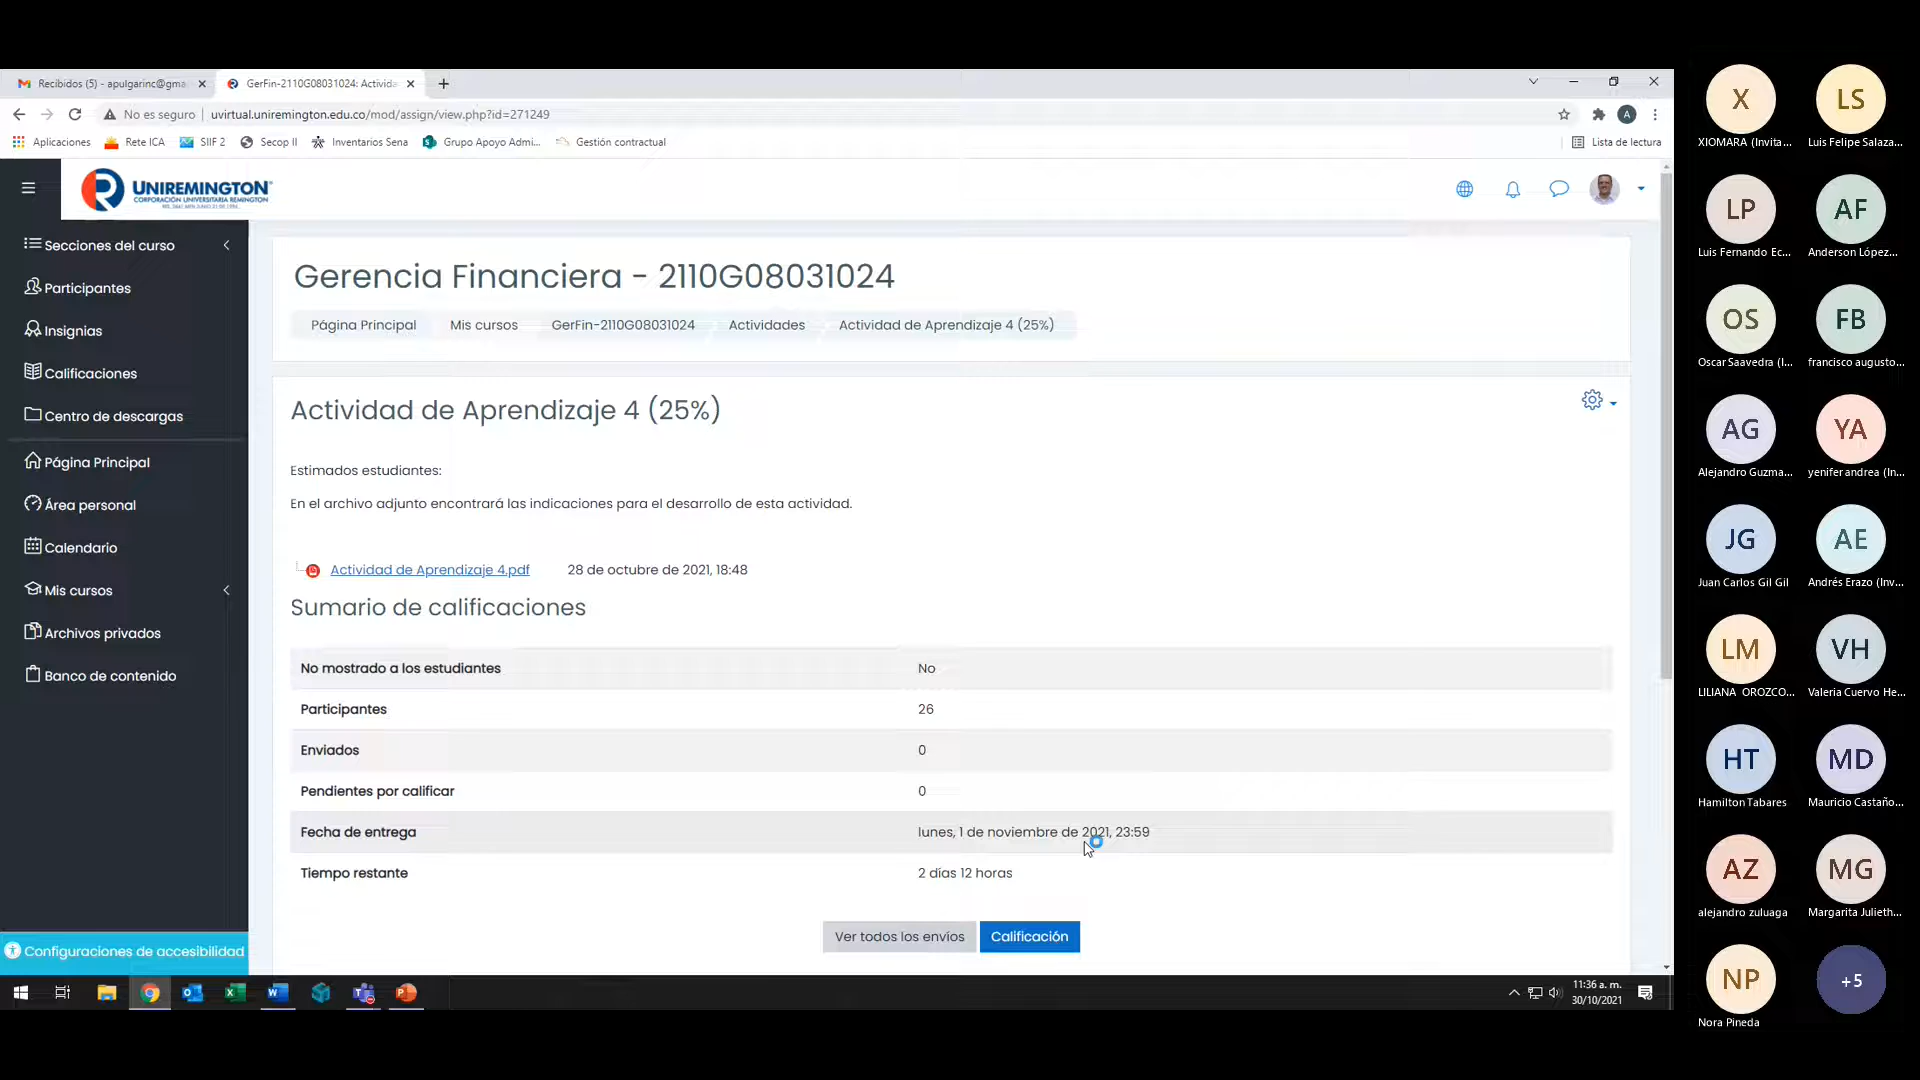 Recibidos (5) - apulgarinc@gma
GerFin-2110G08031024: Activida
No es seguro
uvirtual.uniremington.edu.co/mod/assign/view.php?id=271249
A
Aplicaciones
Rete ICA
SIIF 2
Secop II
Inventarios Sena
Grupo Apoyo Admi...
Gestión contractual
Lista de lectura
UNIREMINGTON
CORPORACIÓN UNIVERSITARIA REMINGTON
Secciones del curso
Participantes
Insignias
Calificaciones
Centro de descargas
Página Principal
Área personal
Calendario
Mis cursos
Archivos privados
Banco de contenido
Configuraciones de accesibilidad
Gerencia Financiera - 2110G08031024
Página Principal
Mis cursos
GerFin-2110G08031024
Actividades
Actividad de Aprendizaje 4 (25%)
Actividad de Aprendizaje 4 (25%)
Estimados estudiantes:
En el archivo adjunto encontrará las indicaciones para el desarrollo de esta actividad.
Actividad de Aprendizaje 4.pdf
28 de octubre de 2021, 18:48
Sumario de calificaciones
No mostrado a los estudiantes
No
Participantes
26
Enviados
0
Pendientes por calificar
0
Fecha de entrega
lunes, 1 de noviembre de 2021, 23:59
Tiempo restante
2 días 12 horas
Ver todos los envíos
Calificación
11:36 a. m.
30/10/2021
X
XIOMARA (Invita...
LS
Luis Felipe Salaza...
LP
Luis Fernando Ec...
AF
Anderson López...
OS
Oscar Saavedra (I...
FB
francisco augusto...
AG
Alejandro Guzma...
YA
yenifer andrea (In...
JG
Juan Carlos Gil Gil
AE
Andrés Erazo (Inv...
LM
LILIANA OROZCO...
VH
Valeria Cuervo He...
HT
Hamilton Tabares
MD
Mauricio Castaño...
AZ
alejandro zuluaga
MG
Margarita Julieth...
NP
Nora Pineda
+5